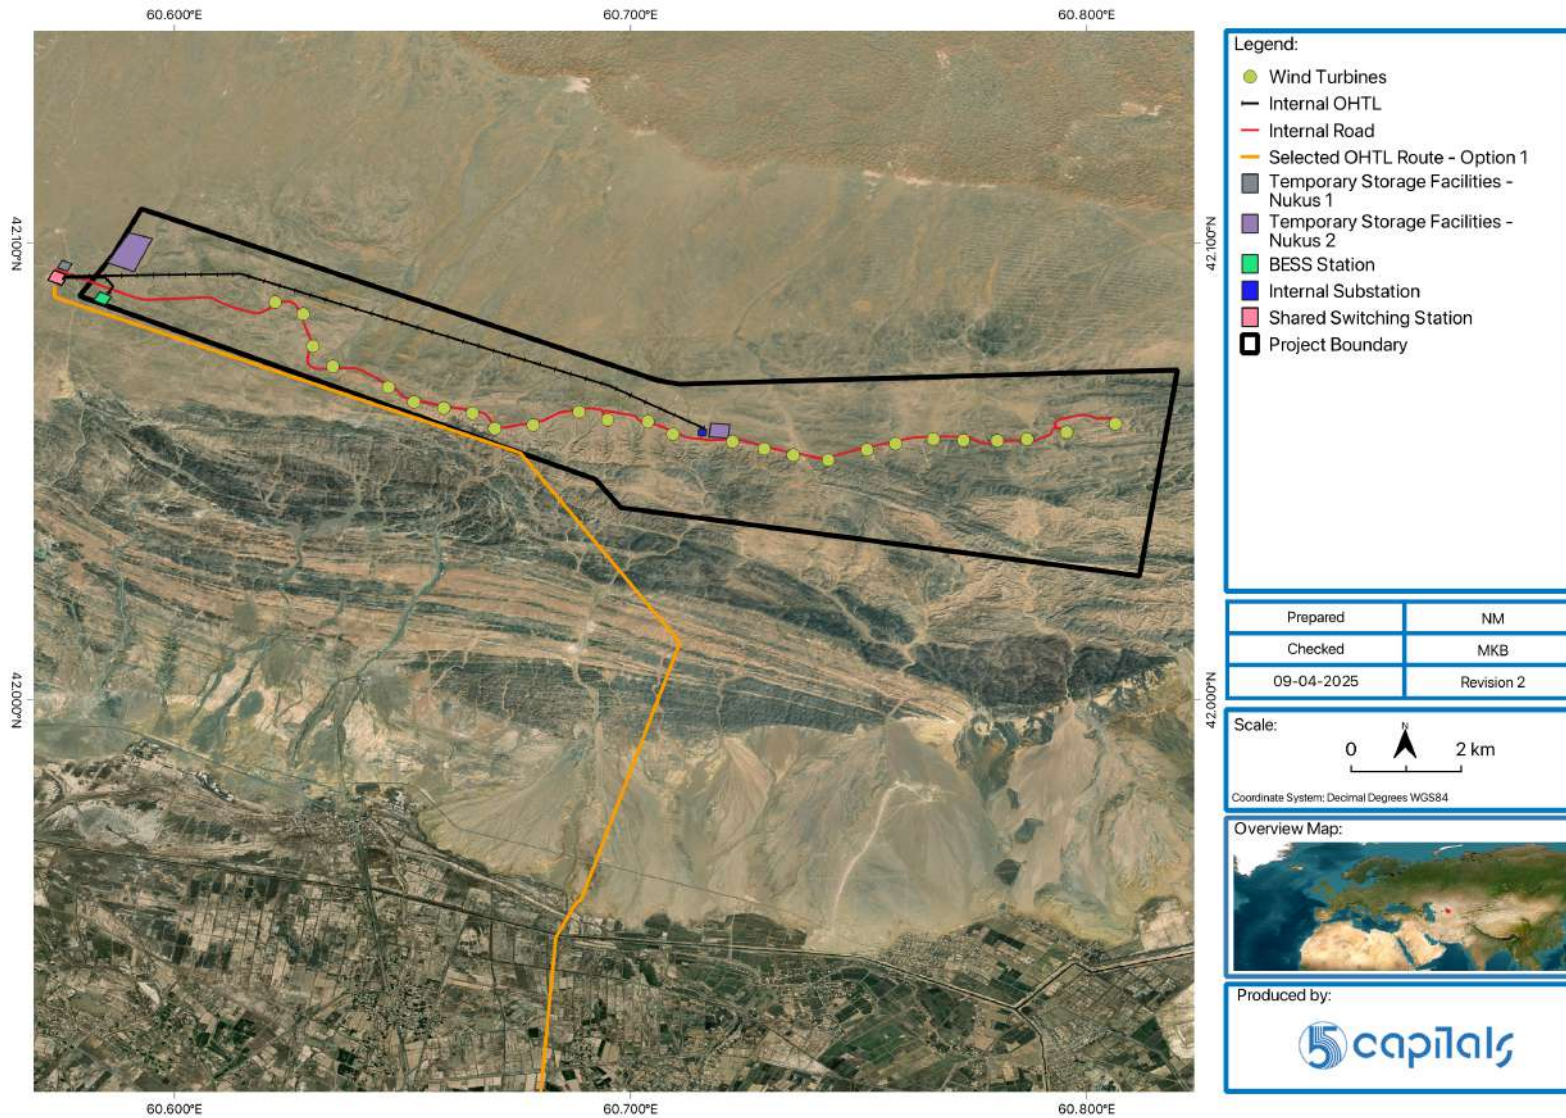 60.600°E
60.700°E
60.800°E
42.100°N
42.100°N
42.000°N
42.000°N
60.600°E
60.700°E
60.800°E
Legend:
Wind Turbines
Internal OHTL
Internal Road
Selected OHTL Route - Option 1
Temporary Storage Facilities -
Nukus 1
Temporary Storage Facilities -
Nukus 2
BESS Station
Internal Substation
Shared Switching Station
Project Boundary
Prepared
NM
Checked
MKB
09-04-2025
Revision 2
Scale:
N
0
2 km
Coordinate System: Decimal Degrees WGS84
Overview Map:
Produced by:
5 capitals